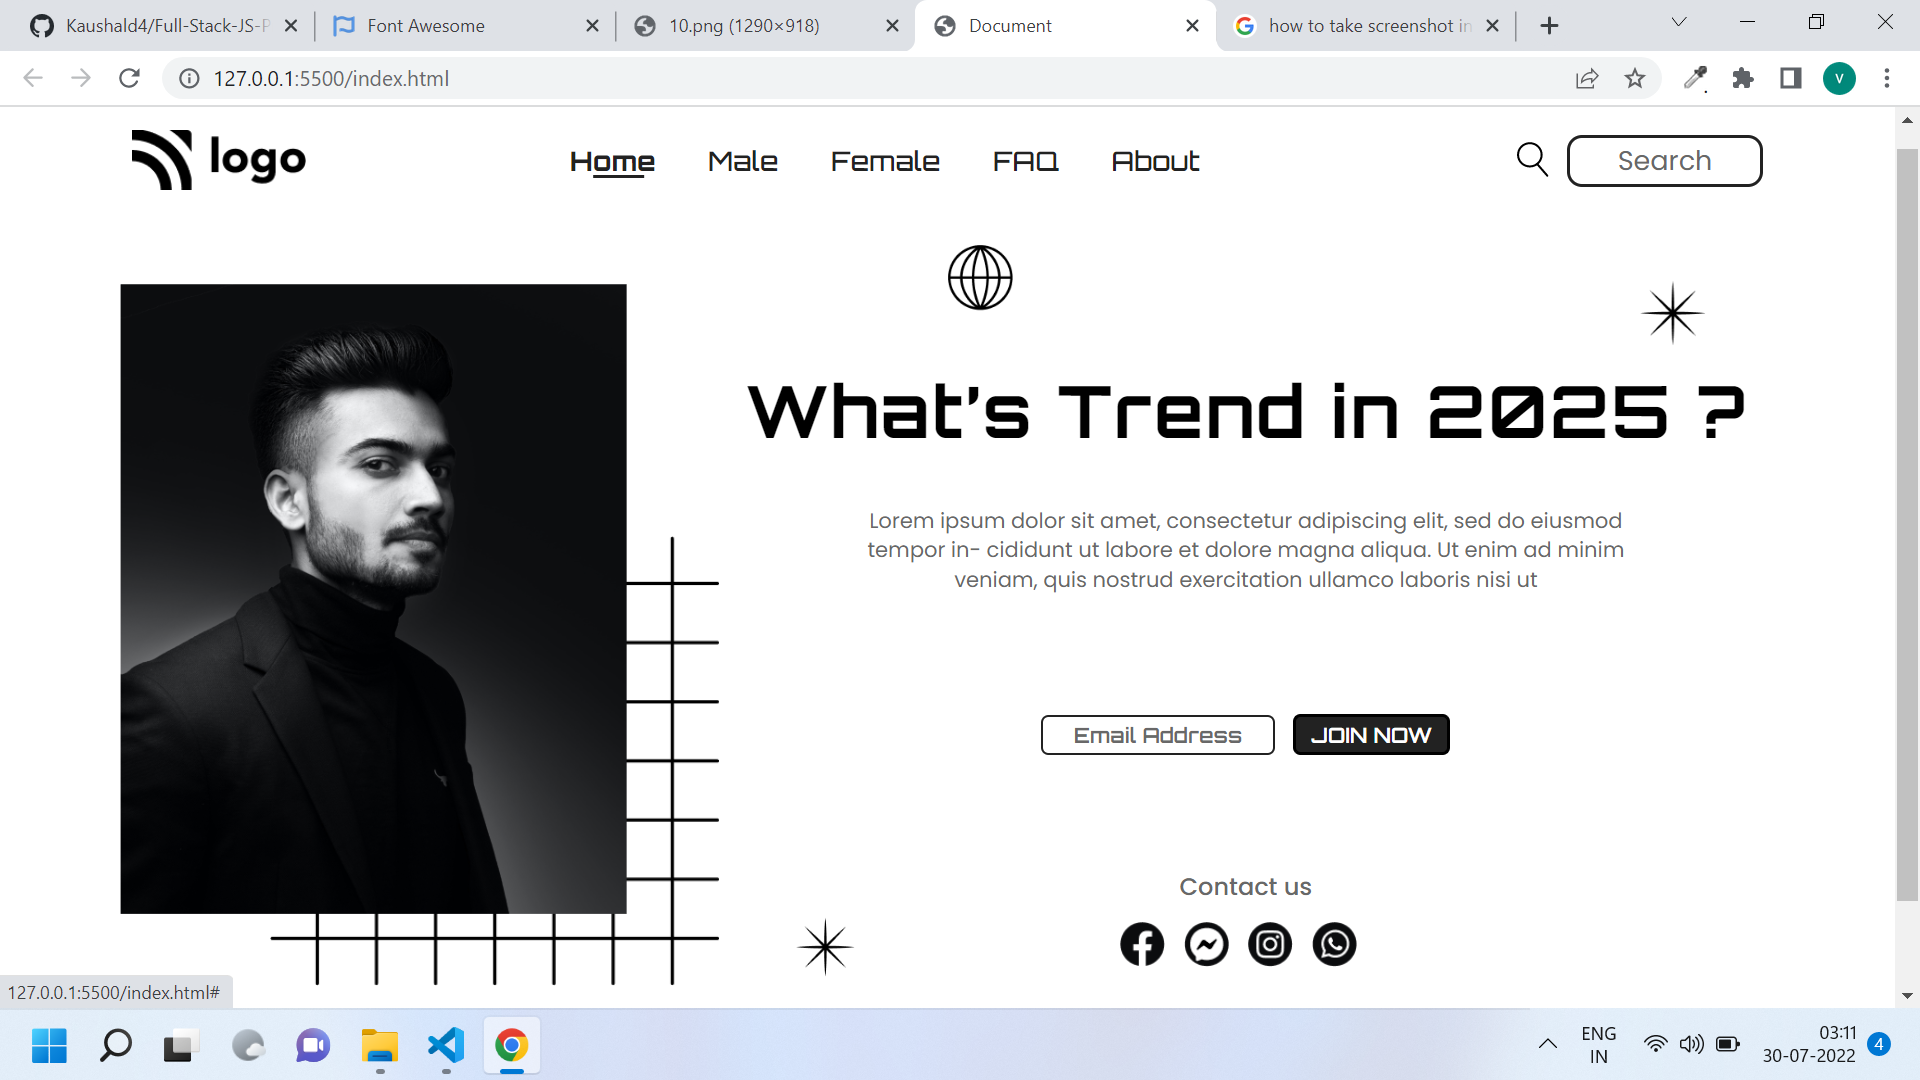 Kaushald4/Full-Stack-JS-P
Font Awesome
10.png (1290×918)
Document
how to take screenshot in
127.0.0.1:5500/index.html
V
logo
Home
Male
Female
FAQ
About
Search
What's Trend in 2025 ?
Lorem ipsum dolor sit amet, consectetur adipiscing elit, sed do eiusmod
tempor in- cididunt ut labore et dolore magna aliqua. Ut enim ad minim
veniam, quis nostrud exercitation ullamco laboris nisi ut
Email Address
JOIN NOW
Contact us
127.0.0.1:5500/index.html#
ENG
IN
03:11
30-07-2022
4